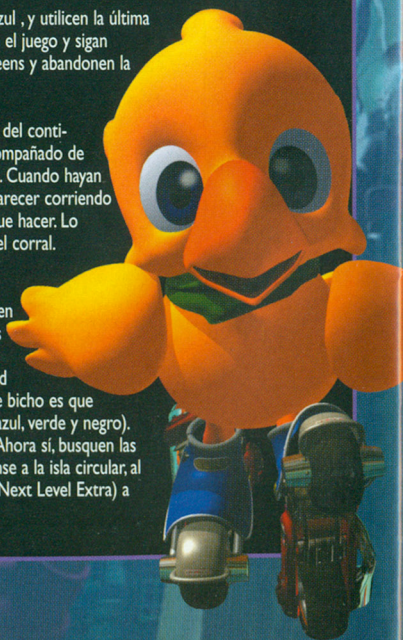 zul , y utilicen la última
el juego y sigan
eens y abandonen la
del conti-
ompañado de
. Cuando hayan
arecer corriendo
ue hacer. Lo
el corral.
en
s
d
e bicho es que
azul, verde y negro).
Ahora sí, busquen las
nse a la isla circular, al
Next Level Extra) a